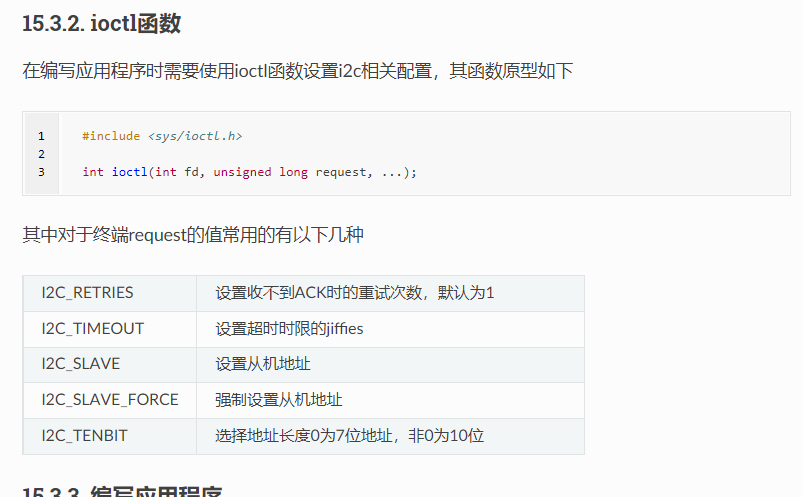 15.3.2. ioctl函数
在编写应用程序时需要使用ioctl函数设置i2c相关配置，其函数原型如下
1 #include <sys/ioctl.h>
2
3 int ioctl(int fd, unsigned long request, ...);
其中对于终端request的值常用的有以下几种
I2C_RETRIES 设置收不到ACK时的重试次数，默认为1
I2C_TIMEOUT 设置超时时限的jiffies
I2C_SLAVE 设置从机地址
I2C_SLAVE_FORCE 强制设置从机地址
I2C_TENBIT 选择地址长度0为7位地址，非0为10位
15.3.3. 编写应用程序